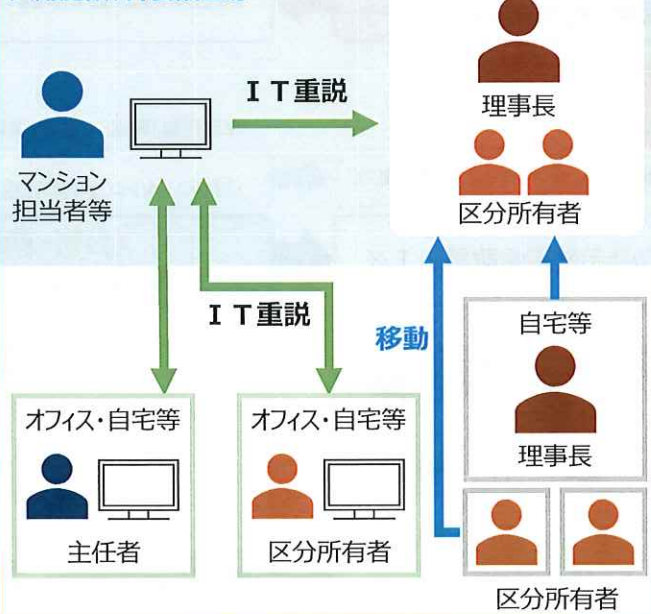 IT重説
理事長
区分所有者
マンション
担当者等
IT重説
移動
自宅等
理事長
オフィス・自宅等
主任者
オフィス・自宅等
区分所有者
区分所有者